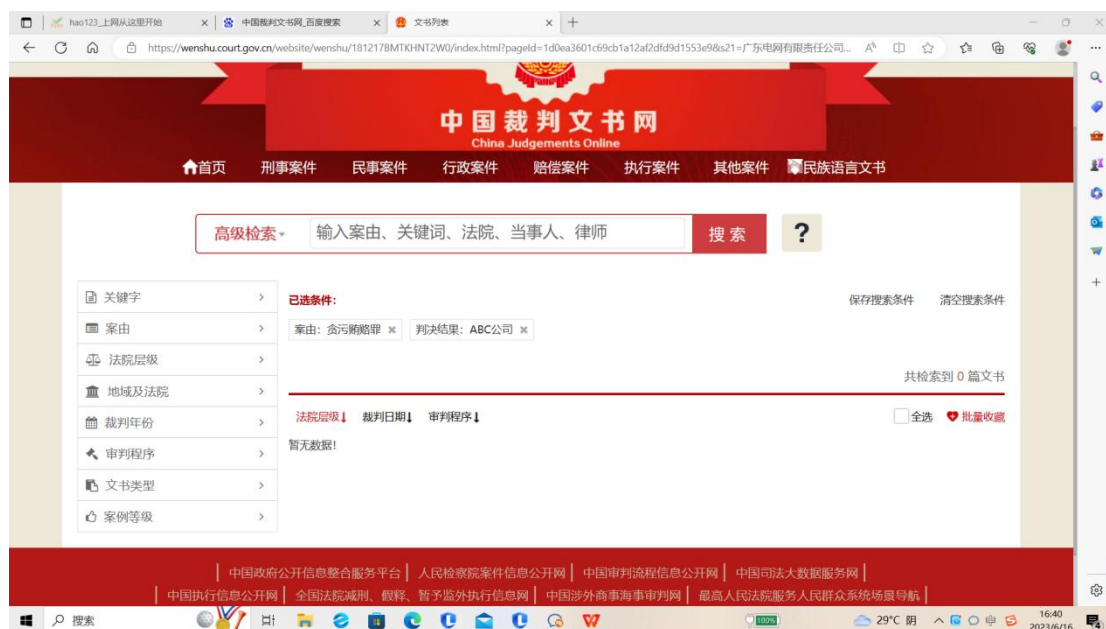 hao123_上网从这里开始
中国裁判文书网_百度搜索
文书列表
https://wenshu.court.gov.cn/website/wenshu/181217BMTKHNT2W0/index.html?pageId=1d0ea3601c69cb1a12af2dfd9d1553e9&s21=广东电网有限责任公司...
中国裁判文书网
China Judgements Online
首页 刑事案件 民事案件 行政案件 赔偿案件 执行案件 其他案件 民族语言文书
高级检索 输入案由、关键词、法院、当事人、律师 搜索 ?
关键字
案由
法院层级
地域及法院
裁判年份
审判程序
文书类型
案例等级
已选条件: 保存搜索条件 清空搜索条件
案由: 贪污贿赂罪 × 判决结果: ABC公司 ×
共检索到 0 篇文书
法院层级 裁判日期 审判程序 全选 批量收藏
暂无数据!
中国政府公开信息整合服务平台 | 人民检察院案件信息公开网 | 中国审判流程信息公开网 | 中国司法大数据服务网
中国执行信息公开网 | 全国法院减刑、假释、暂予监外执行信息网 | 中国涉外商事海事审判网 | 最高人民法院服务人民群众系统场景导航
搜索 100% 29°C 阴 中 16:40
2023/6/16